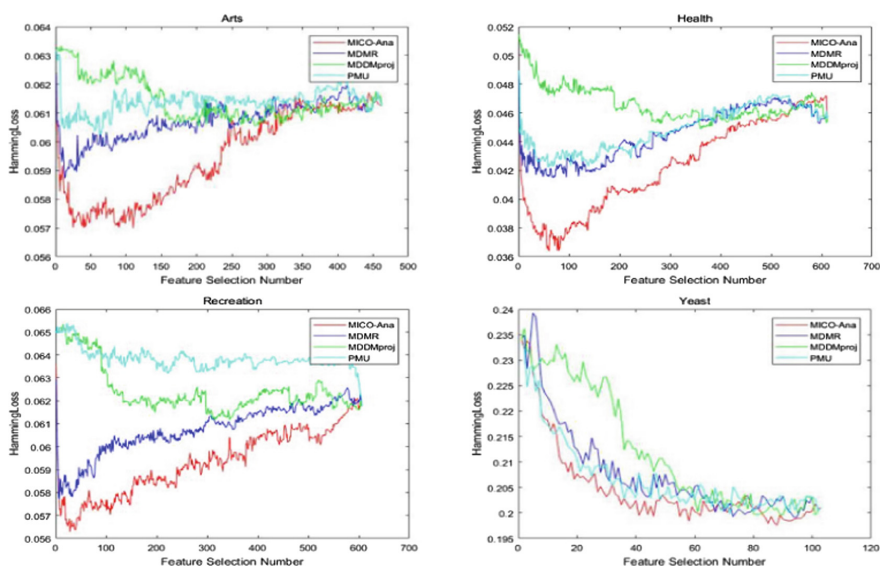 Arts
0.064
0.063
0.062
0.061
0.06
0.059
0.058
0.057
0.056
HammingLoss
0 50 100 150 200 250 300 350 400 450 500
Feature Selection Number
MICO-Ana
MDMR
MDDMproj
PMU
Health
0.052
0.05
0.048
0.046
0.044
0.042
0.04
0.038
0.036
HammingLoss
0 100 200 300 400 500 600 700
Feature Selection Number
MICO-Ana
MDMR
MDDMproj
PMU
Recreation
0.066
0.065
0.064
0.063
0.062
0.061
0.06
0.059
0.058
0.057
0.056
HammingLoss
0 100 200 300 400 500 600 700
Feature Selection Number
MICO-Ana
MDMR
MDDMproj
PMU
Yeast
0.24
0.235
0.23
0.225
0.22
0.215
0.21
0.205
0.2
0.195
HammingLoss
0 20 40 60 80 100 120
Feature Selection Number
MICO-Ana
MDMR
MDDMproj
PMU